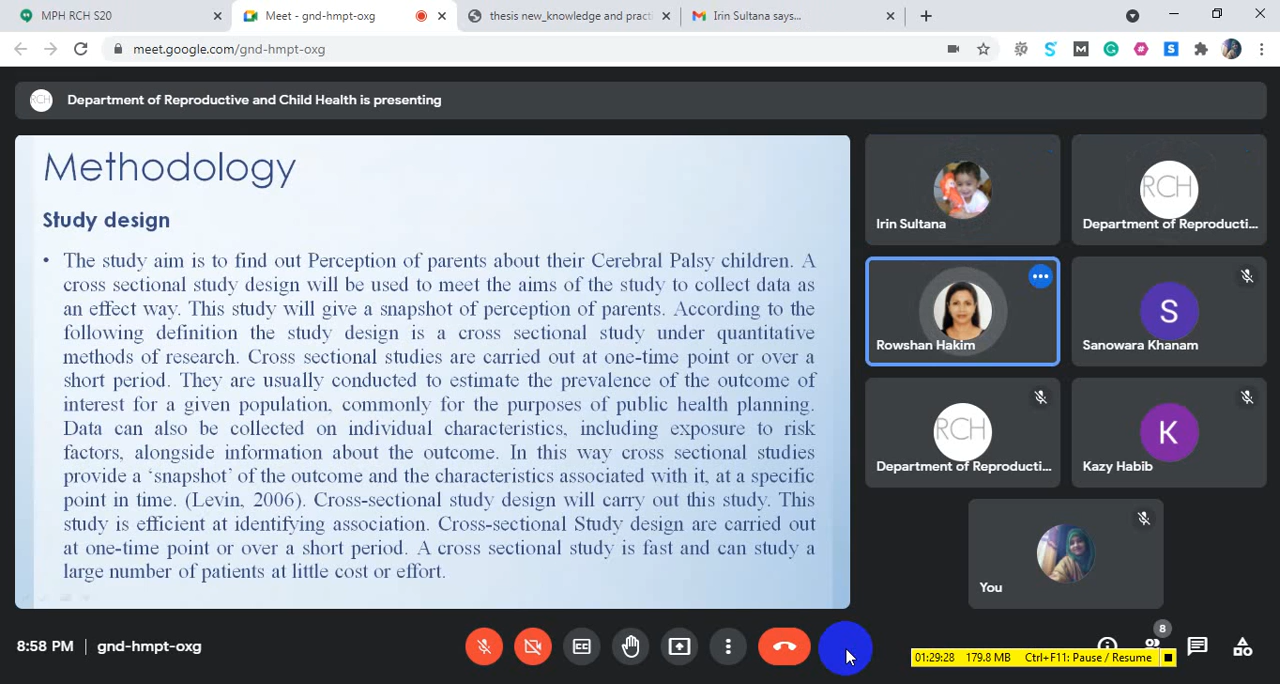 MPH RCH S20
Meet - gnd-hmpt-oxg
thesis new_knowledge and practi
Irin Sultana says...
meet.google.com/gnd-hmpt-oxg
RCH
Department of Reproductive and Child Health is presenting
Methodology
Study design
• The study aim is to find out Perception of parents about their Cerebral Palsy children. A
cross sectional study design will be used to meet the aims of the study to collect data as
an effect way. This study will give a snapshot of perception of parents. According to the
following definition the study design is a cross sectional study under quantitative
methods of research. Cross sectional studies are carried out at one-time point or over a
short period. They are usually conducted to estimate the prevalence of the outcome of
interest for a given population, commonly for the purposes of public health planning.
Data can also be collected on individual characteristics, including exposure to risk
factors, alongside information about the outcome. In this way cross sectional studies
provide a ‘snapshot’ of the outcome and the characteristics associated with it, at a specific
point in time. (Levin, 2006). Cross-sectional study design will carry out this study. This
study is efficient at identifying association. Cross-sectional Study design are carried out
at one-time point or over a short period. A cross sectional study is fast and can study a
large number of patients at little cost or effort.
Irin Sultana
RCH
Department of Reproducti...
Rowshan Hakim
S
Sanowara Khanam
RCH
Department of Reproducti...
K
Kazy Habib
You
8:58 PM | gnd-hmpt-oxg
8
01:29:28 179.8 MB Ctrl+F11: Pause / Resume